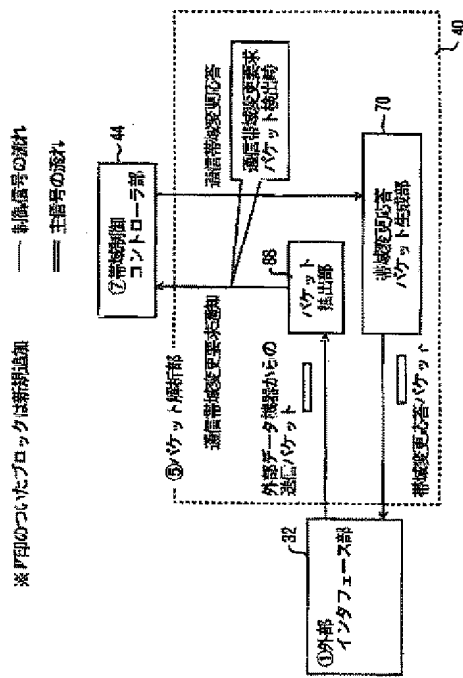 ※F印のついたブロックは新規追加
― 制御信号の流れ
═ 主信号の流れ
44
⑦帯域制御
コントローラ部
⑤パケット解析部
通信帯域変更要求通知
通信帯域変更応答
通信帯域変更要求
パケット検出時
32
①外部
インタフェース部
外部データ機器からの
送信パケット
88
パケット
抽出部
帯域変更応答パケット
70
帯域変更応答
パケット生成部
40